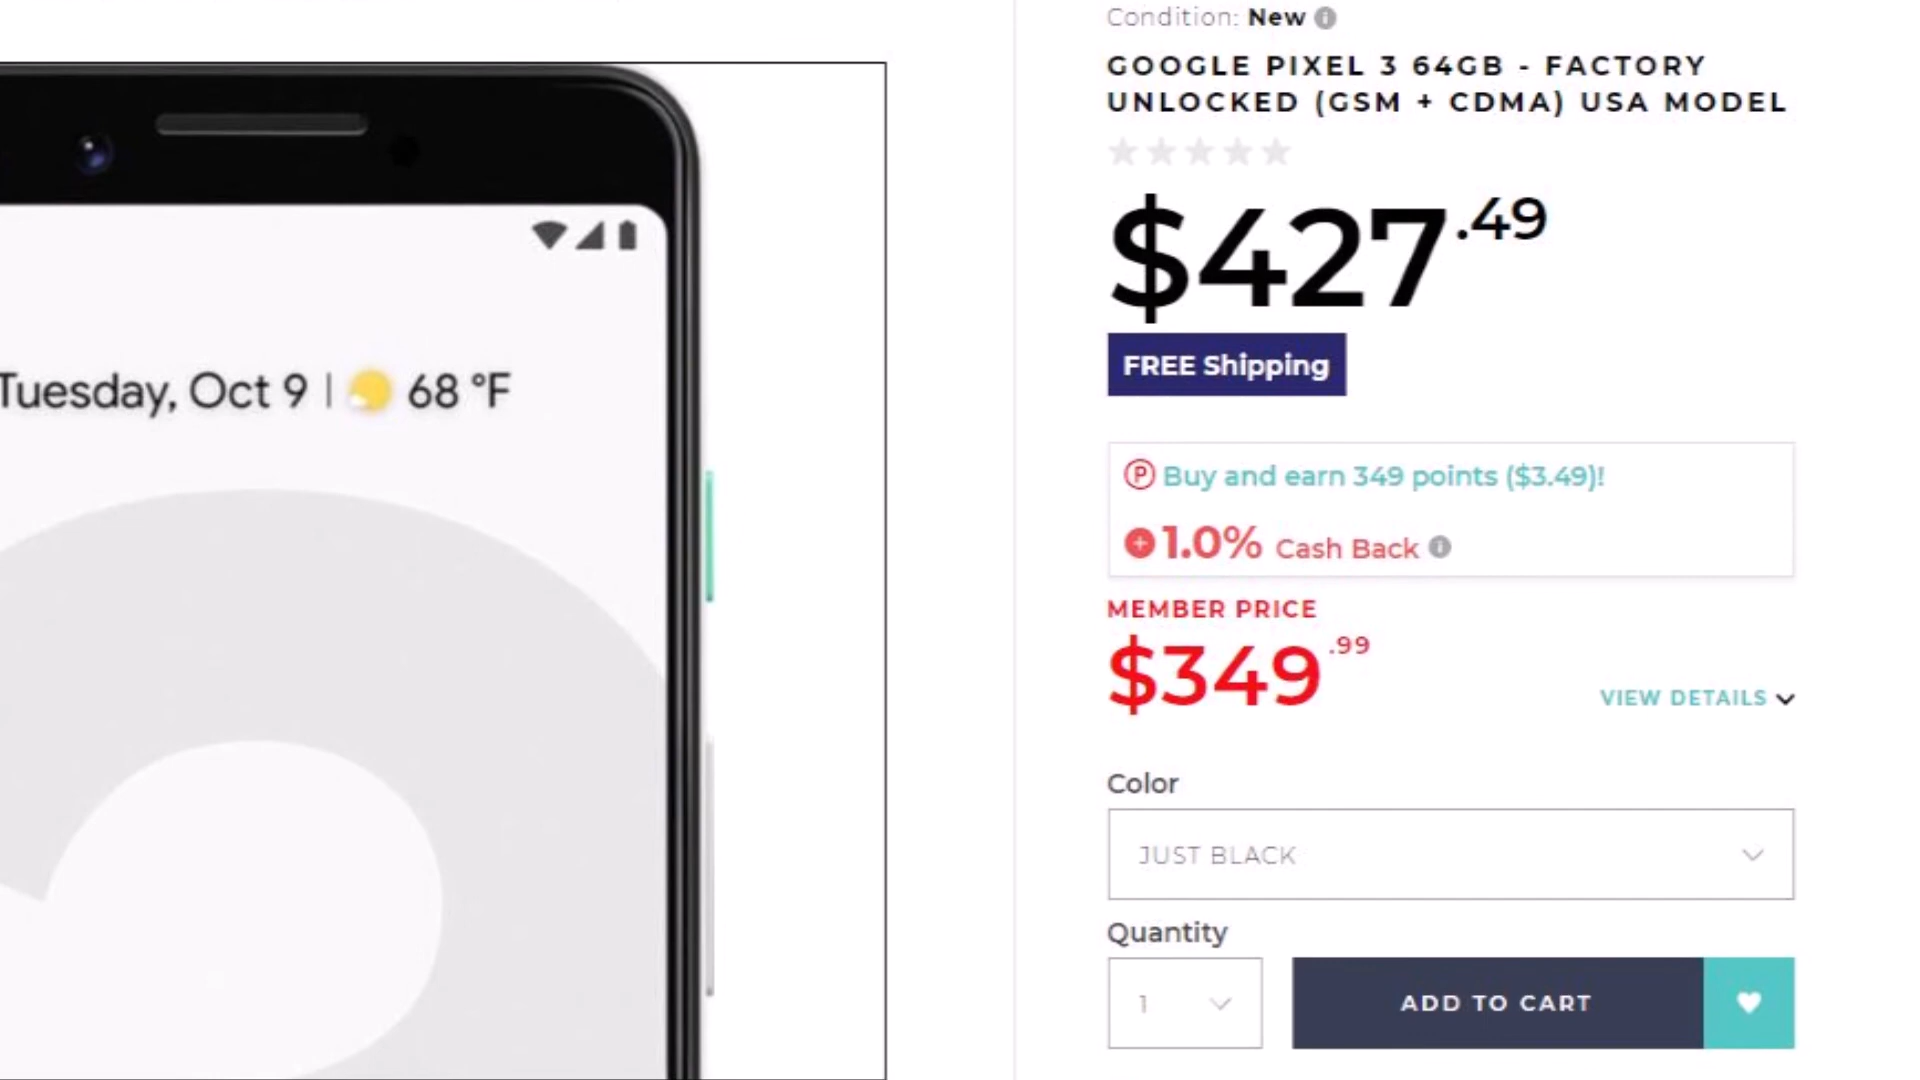 Condition: New
GOOGLE PIXEL 3 64GB - FACTORY
UNLOCKED (GSM + CDMA) USA MODEL
$427.49
FREE Shipping
Tuesday, Oct 9 | 68 °F
P Buy and earn 349 points ($3.49)!
+ 1.0% Cash Back
MEMBER PRICE
$349.99
VIEW DETAILS
Color
JUST BLACK
Quantity
1
ADD TO CART